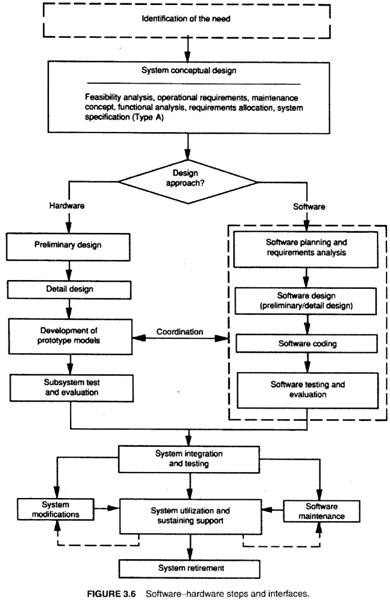 Identification of the need
System conceptual design
Feasibility analysis, operational requirements, maintenance
concept, functional analysis, requirements allocation, system
specification (Type A)
Design
approach?
Hardware
Software
Preliminary design
Software planning and
requirements analysis
Detail design
Software design
(preliminary/detail design)
Development of
prototype models
Coordination
Software coding
Subsystem test
and evaluation
Software testing and
evaluation
System integration
and testing
System
modifications
System utilization and
sustaining support
Software
maintenance
System retirement
FIGURE 3.6 Software–hardware steps and interfaces.